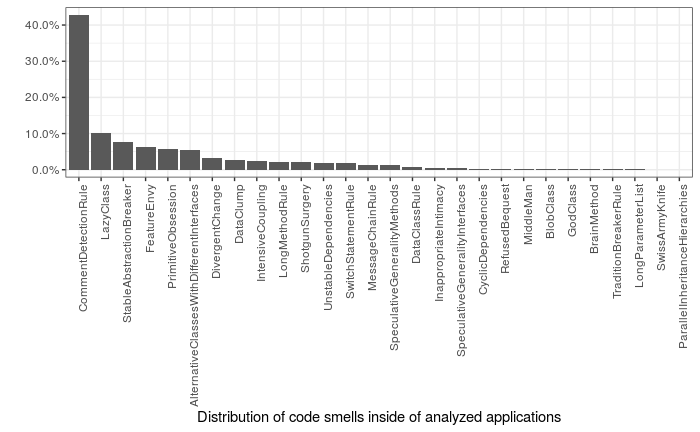 40.0%
30.0%
20.0%
10.0%
0.0%
CommentDetectionRule
LazyClass
StableAbstractionBreaker
FeatureEnvy
PrimitiveObsession
AlternativeClassesWithDifferentInterfaces
DivergentChange
DataClump
IntensiveCoupling
LongMethodRule
ShotgunSurgery
UnstableDependencies
SwitchStatementRule
MessageChainRule
SpeculativeGeneralityMethods
DataClassRule
InappropriateIntimacy
SpeculativeGeneralityInterfaces
CyclicDependencies
RefusedBequest
MiddleMan
BlobClass
GodClass
BrainMethod
TraditionBreakerRule
LongParameterList
SwissArmyKnife
ParallelInheritanceHierarchies
Distribution of code smells inside of analyzed applications